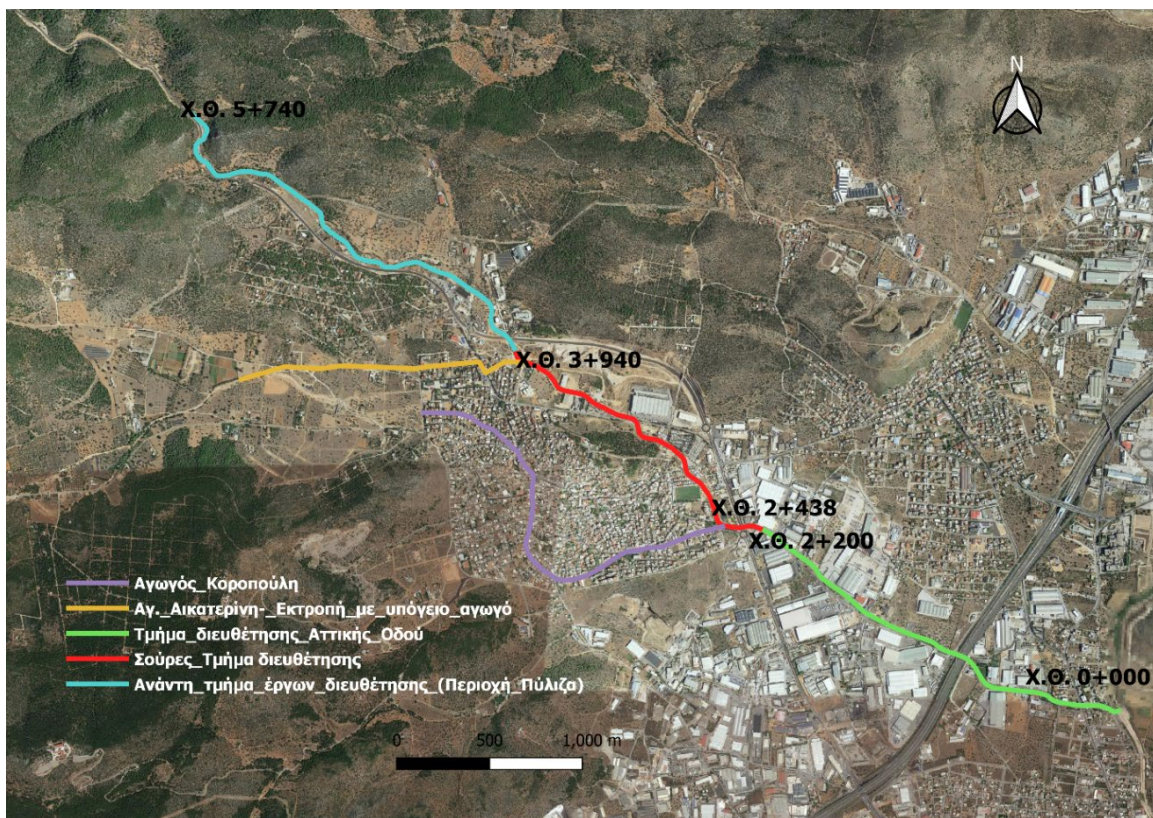 N
Χ.Θ. 5+740
Χ.Θ. 3+940
Χ.Θ. 2+438
Χ.Θ. 2+200
Αγωγός_Κοροπούλη
Αγ._Αικατερίνη-_Εκτροπή_με_υπόγειο_αγωγό
Τμήμα_διευθέτησης_Αττικής_Οδού
Σούρες_Τμήμα διευθέτησης
Ανάντη_τμήμα_έργων_διευθέτησης_(Περιοχή_Πύλιζα)
Χ.Θ. 0+000
0 500 1,000 m